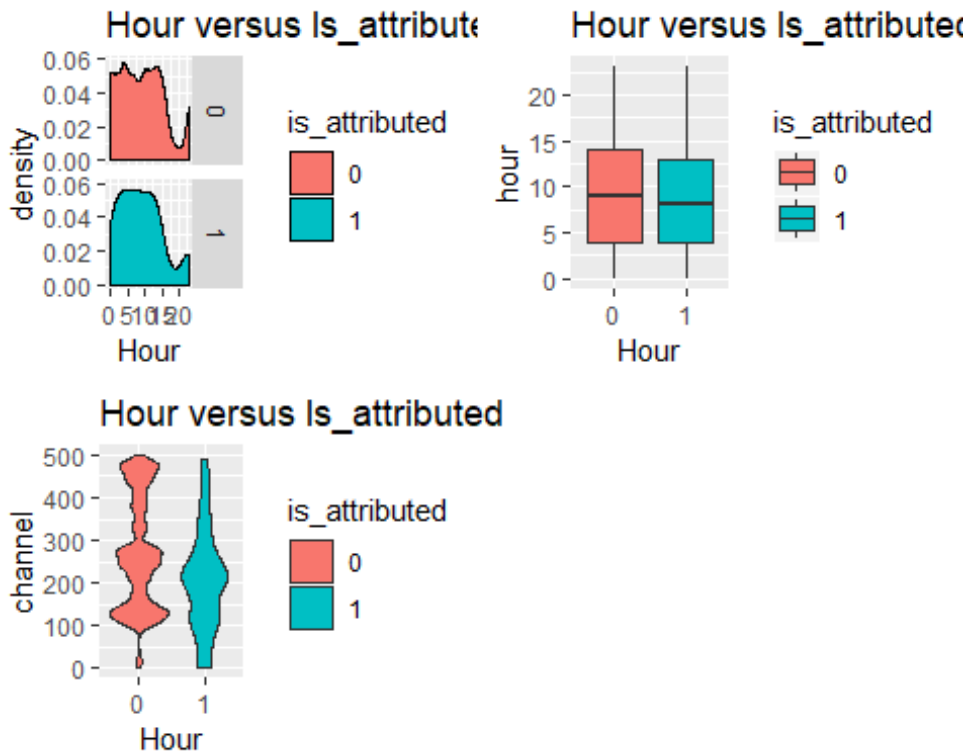 Hour versus Is_attribute
0.06
0.04
0.02
0.00
0
0.06
0.04
0.02
0.00
1
density
0 5 10 15 20
Hour
is_attributed
0
1
Hour versus Is_attributed
20
15
10
5
0
hour
0 1
Hour
is_attributed
0
1
Hour versus Is_attributed
500
400
300
200
100
0
channel
0 1
Hour
is_attributed
0
1